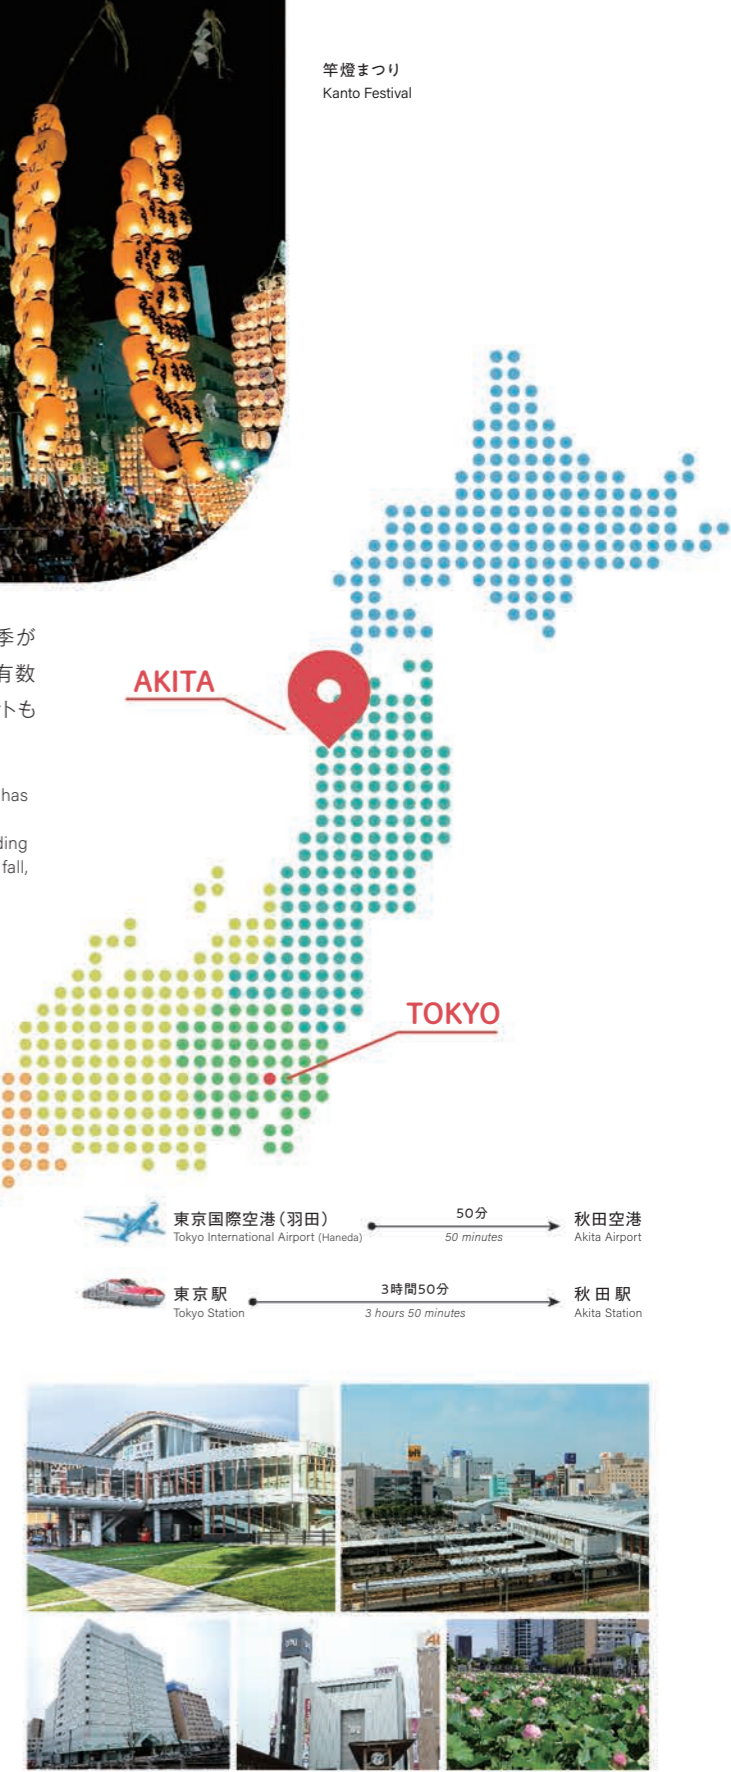 竿燈まつり
Kanto Festival
季が
有数
トも
has
ding
fall,
AKITA
TOKYO
東京国際空港(羽田)
Tokyo International Airport (Haneda)
50分
50 minutes
秋田空港
Akita Airport
東京駅
Tokyo Station
3時間50分
3 hours 50 minutes
秋田駅
Akita Station